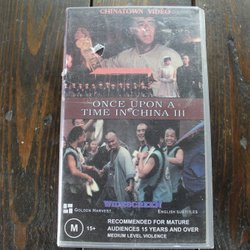 CHINATOWN VIDEO
ONCE UPON A
TIME IN CHINA III
WIDESCREEN
GOLDEN HARVEST
ENGLISH SUBTITLES
M 15+
RECOMMENDED FOR MATURE
AUDIENCES 15 YEARS AND OVER
MEDIUM LEVEL VIOLENCE